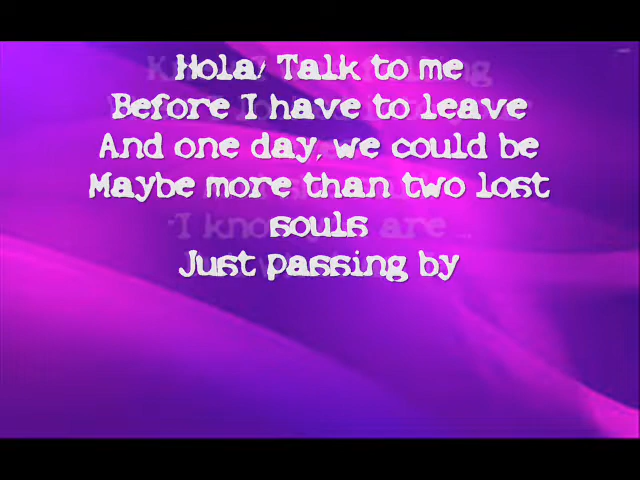 Hola! Talk to me
Before I have to leave
And one day, we could be
Maybe more than two lost
souls
Just passing by